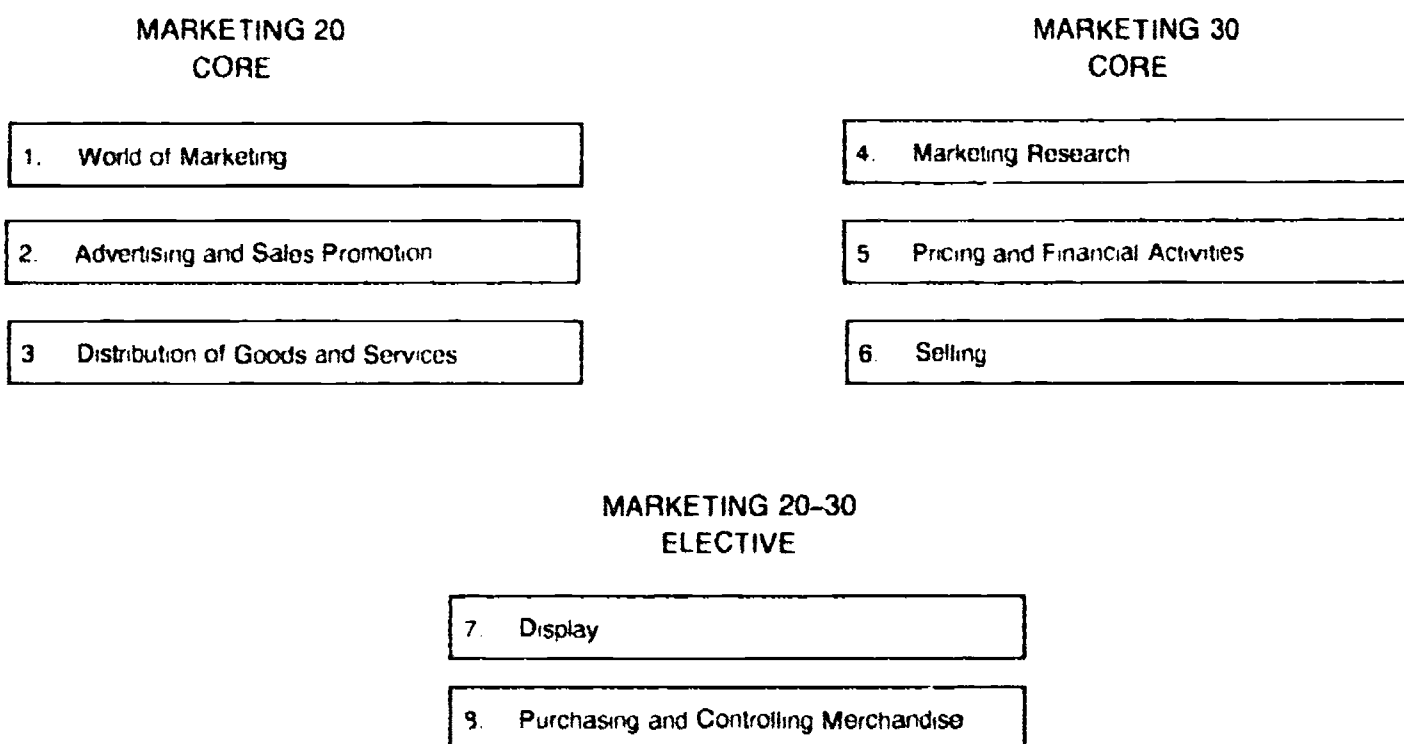 MARKETING 20
CORE
1. World of Marketing
2. Advertising and Sales Promotion
3 Distribution of Goods and Services
MARKETING 30
CORE
4. Marketing Research
5 Pricing and Financial Activities
6. Selling
MARKETING 20–30
ELECTIVE
7. Display
8. Purchasing and Controlling Merchandise